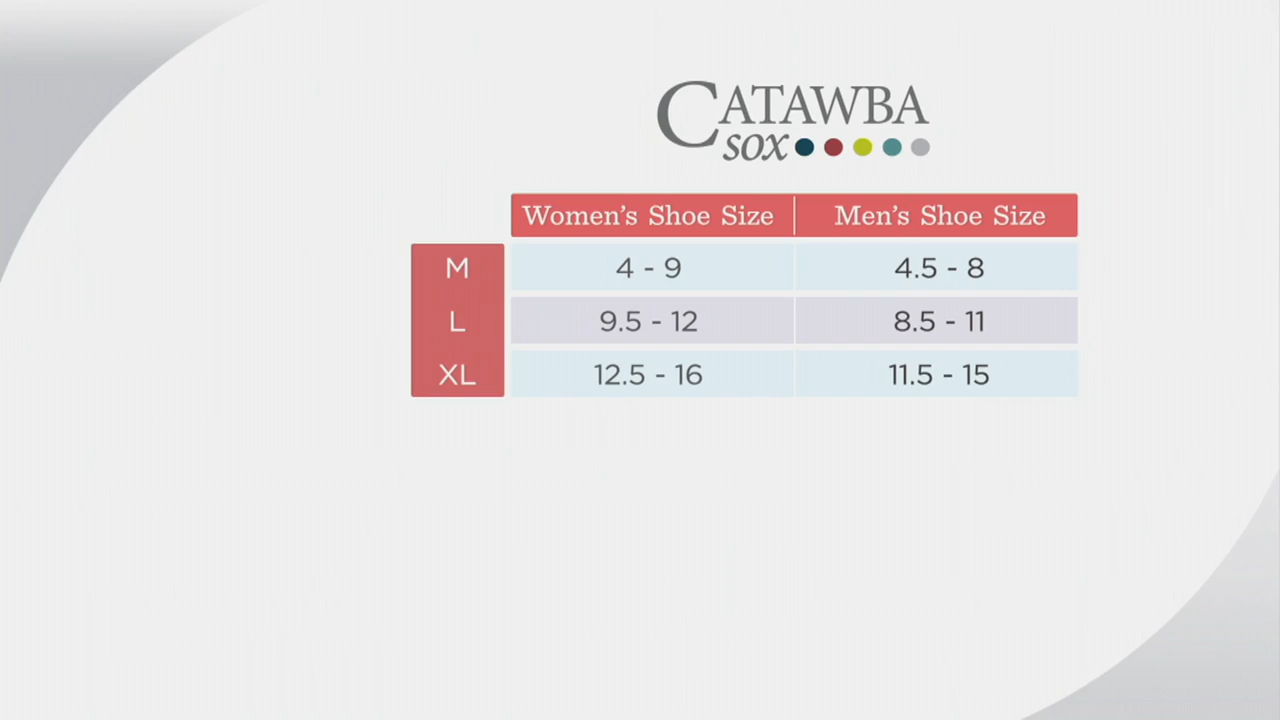 CATAWBA
SOX
Women's Shoe Size Men's Shoe Size
M 4 - 9 4.5 - 8
L 9.5 - 12 8.5 - 11
XL 12.5 - 16 11.5 - 15